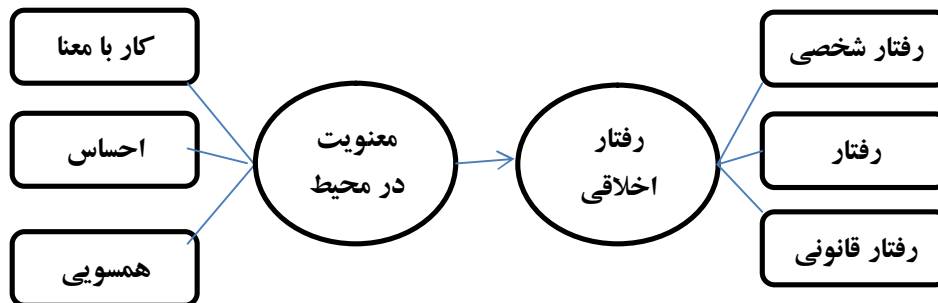 کار با معنا
احساس
همسویی
معنویت
در محیط
رفتار
اخلاقی
رفتار شخصی
رفتار
رفتار قانونی